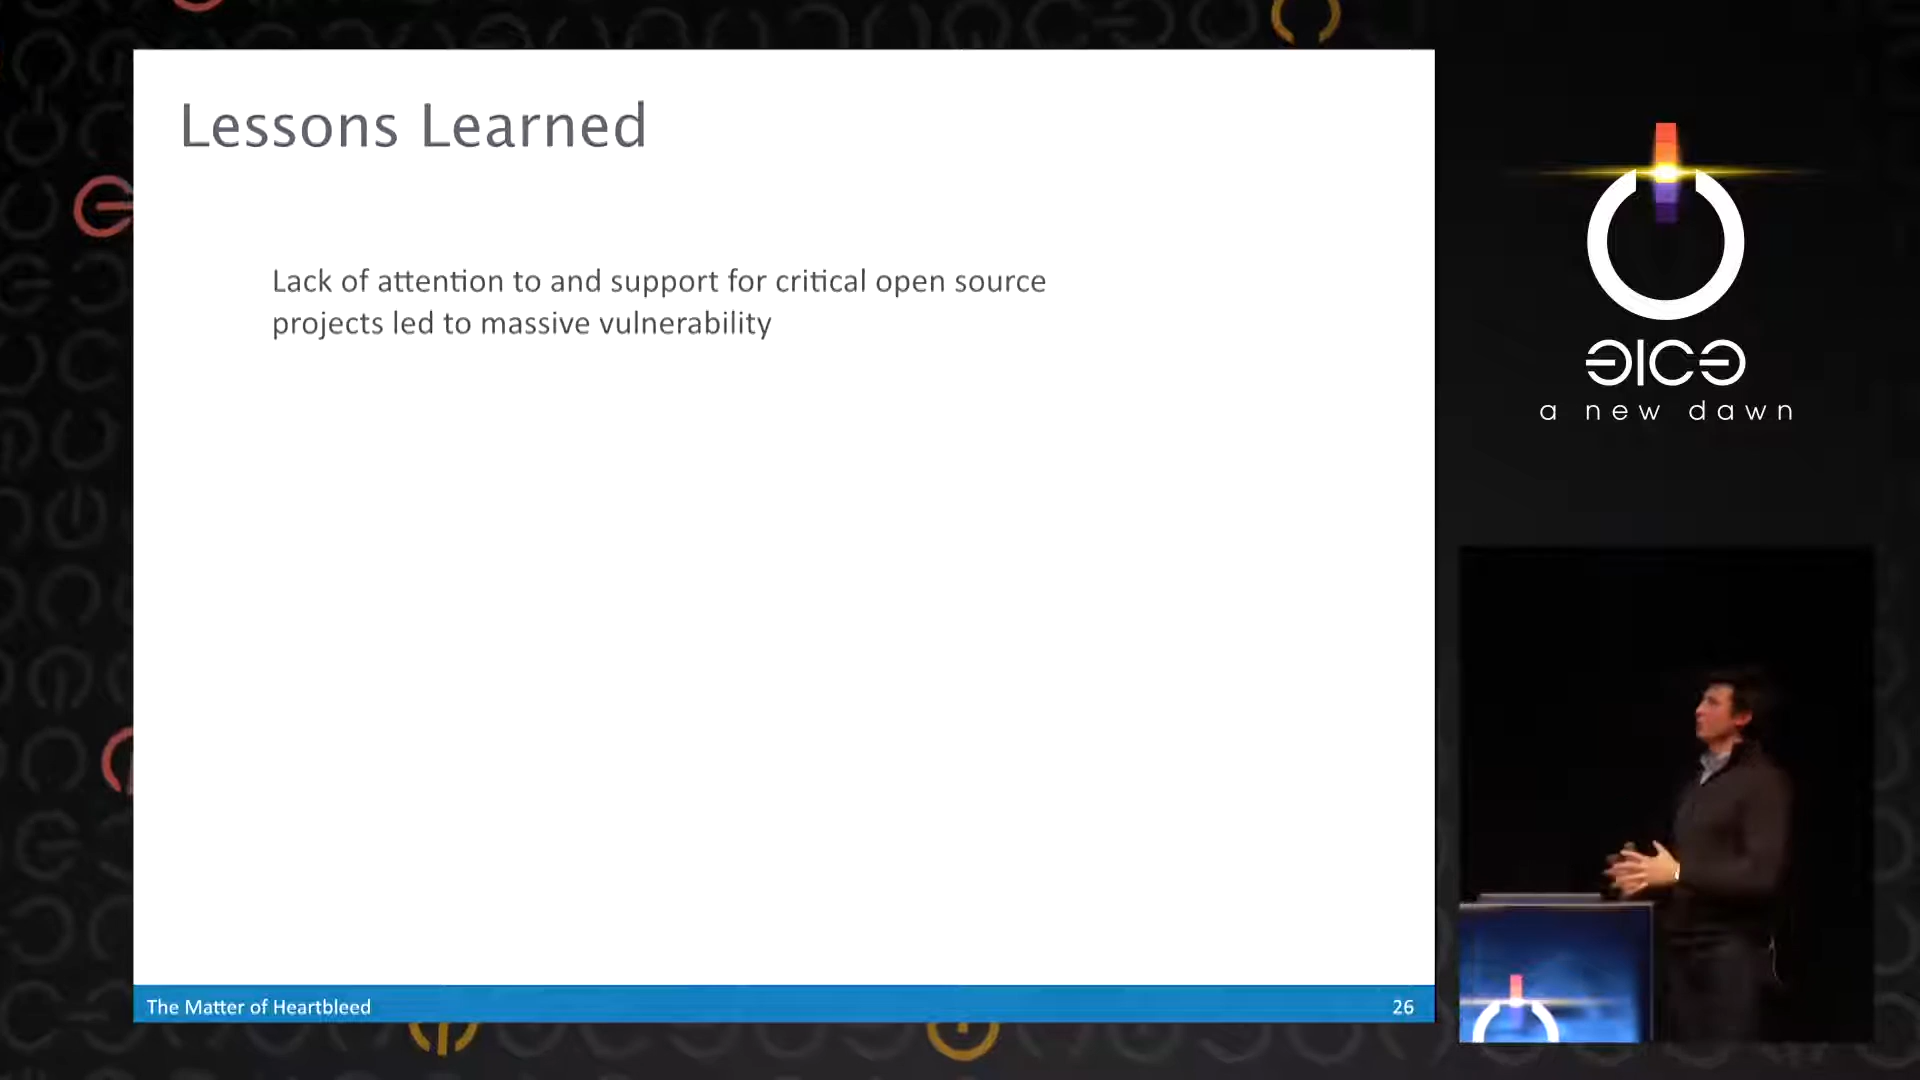 Lessons Learned
Lack of attention to and support for critical open source
projects led to massive vulnerability
The Matter of Heartbleed
26
a new dawn